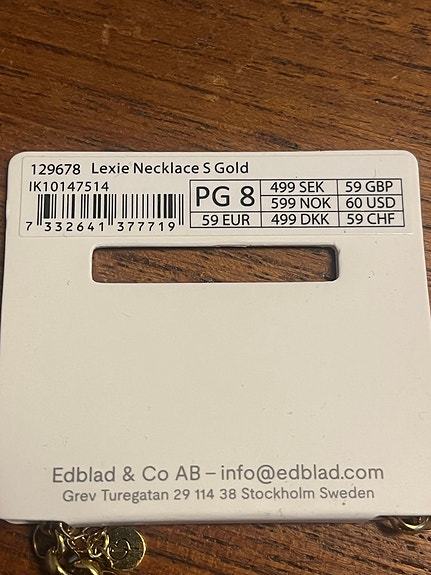 129678 Lexie Necklace S Gold
IK10147514
PG 8
499 SEK 59 GBP
599 NOK 60 USD
59 EUR 499 DKK 59 CHF
7 332641 377719
Edblad & Co AB – info@edblad.com
Grev Turegatan 29 114 38 Stockholm Sweden